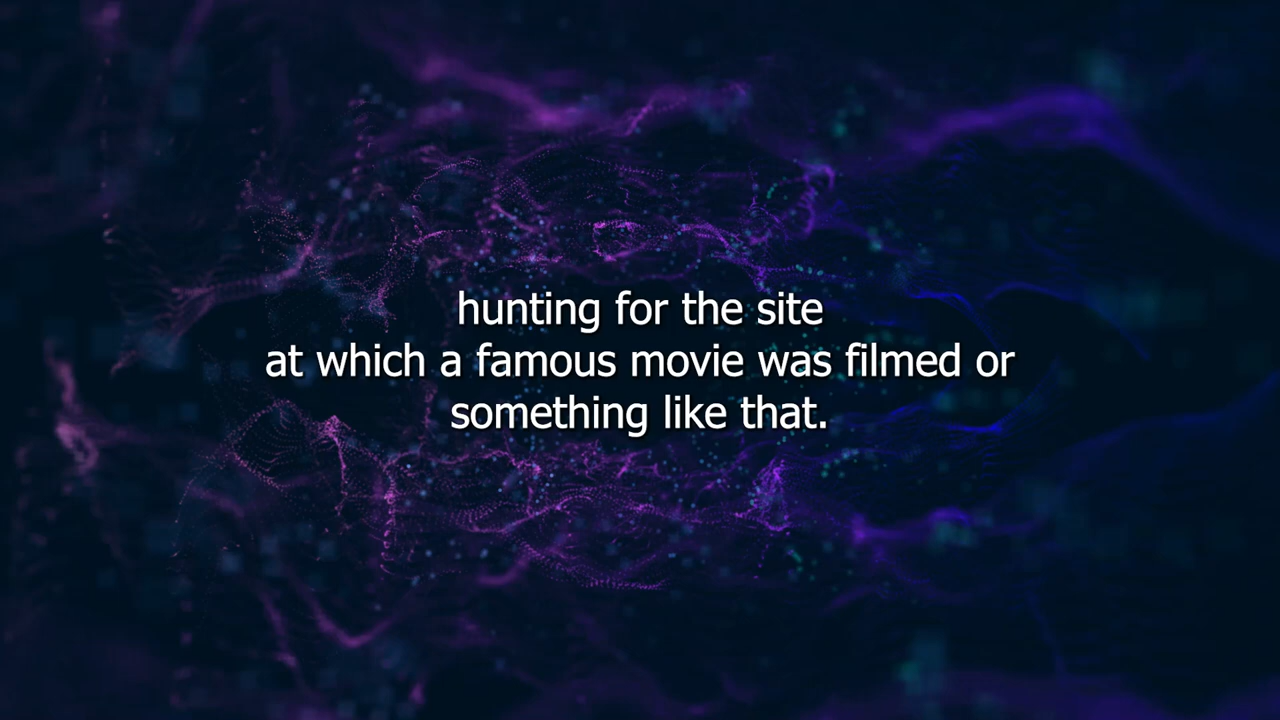 hunting for the site
at which a famous movie was filmed or
something like that.